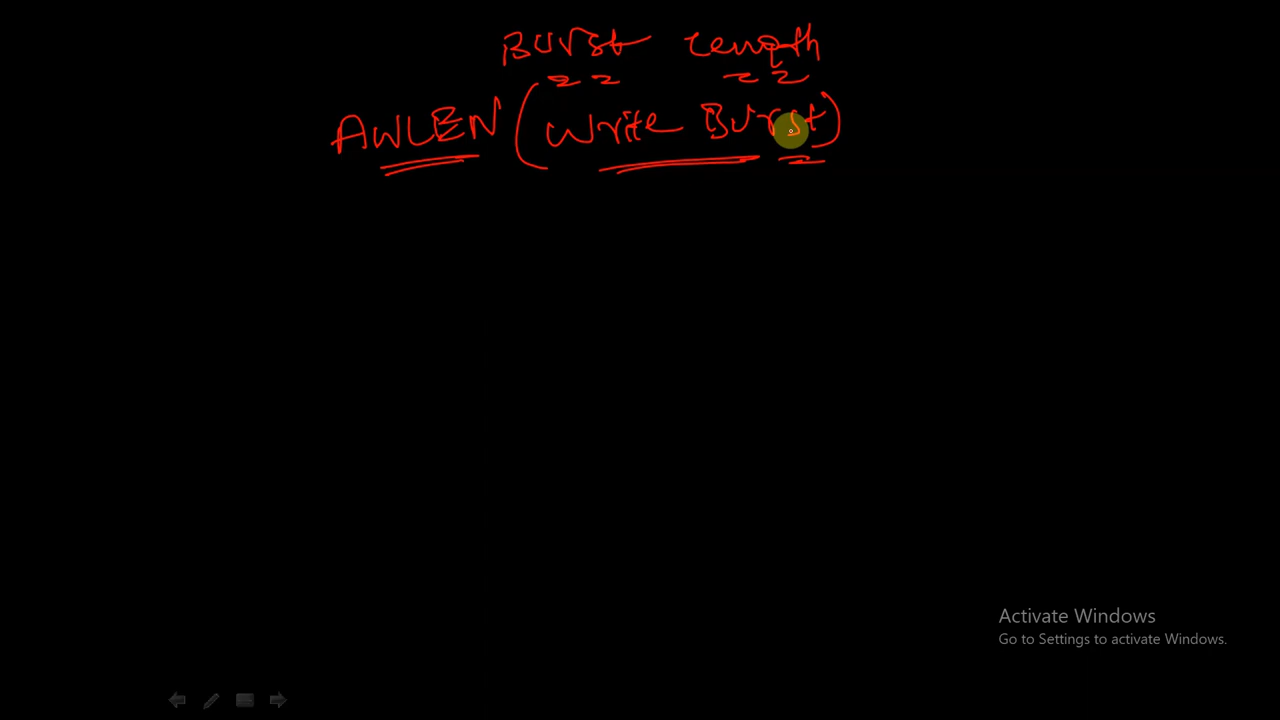 Burst Length
AWLEN (Write Burst)
Activate Windows
Go to Settings to activate Windows.